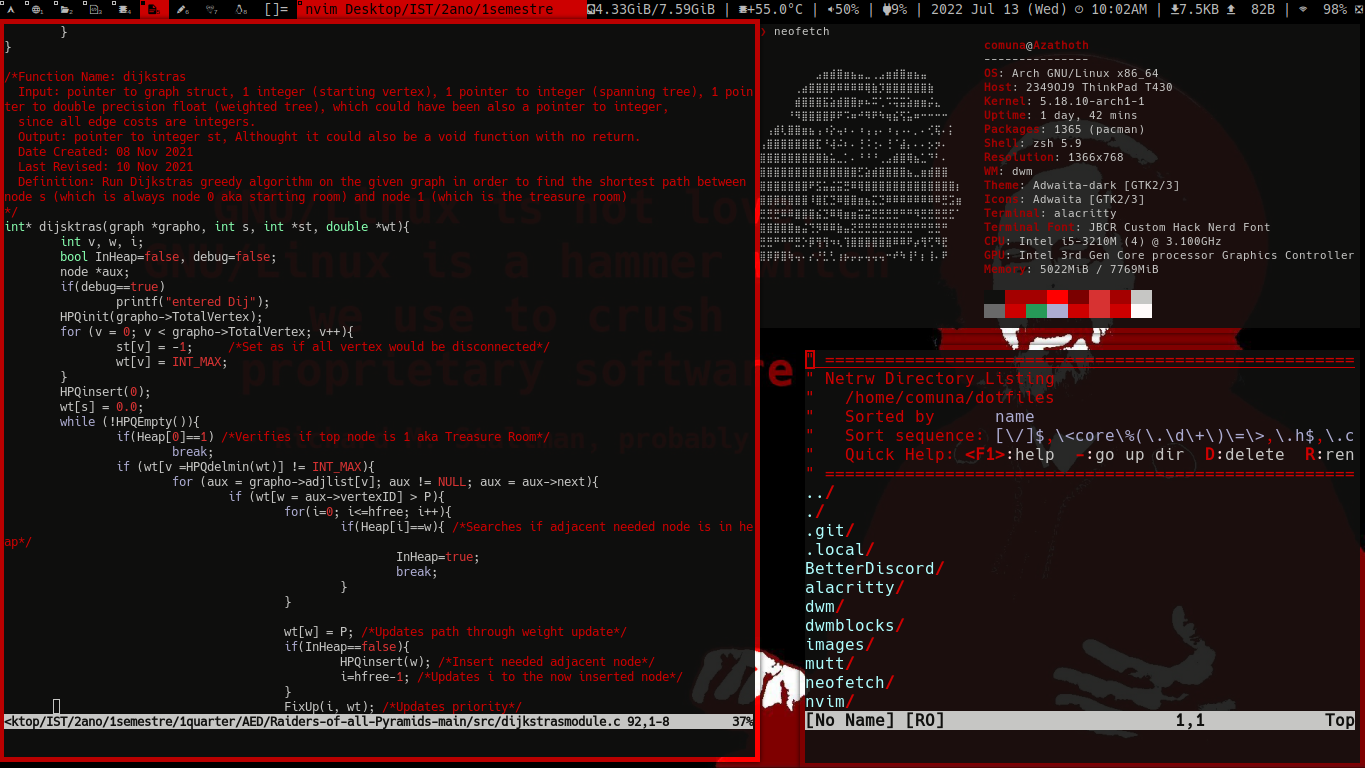 []= nvim Desktop/IST/2ano/1semestre 4.33GiB/7.59GiB | +55.0°C | 50% | 9% | 2022 Jul 13 (Wed) 10:02AM | 7.5KB 82B | 98%
        }
}
/*Function Name: dijkstras
  Input: pointer to graph struct, 1 integer (starting vertex), 1 pointer to integer (spanning tree), 1 poin
ter to double precision float (weighted tree), which could have been also a pointer to integer,
  since all edge costs are integers.
  Output: pointer to integer st, Althought it could also be a void function with no return.
  Date Created: 08 Nov 2021
  Last Revised: 10 Nov 2021
  Definition: Run Dijkstras greedy algorithm on the given graph in order to find the shortest path between
node s (which is always node 0 aka starting room) and node 1 (which is the treasure room)
*/
int* dijsktras(graph *grapho, int s, int *st, double *wt){
        int v, w, i;
        bool InHeap=false, debug=false;
        node *aux;
        if(debug==true)
                printf("entered Dij");
        HPQinit(grapho->TotalVertex);
        for (v = 0; v < grapho->TotalVertex; v++){
                st[v] = -1;     /*Set as if all vertex would be disconnected*/
                wt[v] = INT_MAX;
        }
        HPQinsert(0);
        wt[s] = 0.0;
        while (!HPQEmpty()){
                if(Heap[0]==1) /*Verifies if top node is 1 aka Treasure Room*/
                        break;
                if (wt[v =HPQdelmin(wt)] != INT_MAX){
                        for (aux = grapho->adjlist[v]; aux != NULL; aux = aux->next){
                                if (wt[w = aux->vertexID] > P){
                                        for(i=0; i<=hfree; i++){
                                                if(Heap[i]==w){ /*Searches if adjacent needed node is in he
ap*/
                                                        InHeap=true;
                                                        break;
                                                }
                                        }
                                        wt[w] = P; /*Updates path through weight update*/
                                        if(InHeap==false){
                                                HPQinsert(w); /*Insert needed adjacent node*/
                                                i=hfree-1; /*Updates i to the now inserted node*/
                                        }
                                        FixUp(i, wt); /*Updates priority*/
<ktop/IST/2ano/1semestre/1quarter/AED/Raiders-of-all-Pyramids-main/src/dijkstrasmodule.c 92,1-8 37%
is not
is a hammer which
we use to crush
proprietary software
probably
neofetch
comuna@Azathoth
---------------
OS: Arch GNU/Linux x86_64
Host: 2349OJ9 ThinkPad T430
Kernel: 5.18.10-arch1-1
Uptime: 1 day, 42 mins
Packages: 1365 (pacman)
Shell: zsh 5.9
Resolution: 1366x768
WM: dwm
Theme: Adwaita-dark [GTK2/3]
Icons: Adwaita [GTK2/3]
Terminal: alacritty
Terminal Font: JBCR Custom Hack Nerd Font
CPU: Intel i5-3210M (4) @ 3.100GHz
GPU: Intel 3rd Gen Core processor Graphics Controller
Memory: 5022MiB / 7769MiB
" ============================================
" Netrw Directory Listing
"   /home/comuna/dotfiles
"   Sorted by      name
"   Sort sequence: [\/]$,\<core\%(\.\d\+\)\=\>,\.h$,\.c
"   Quick Help: <F1>:help  -:go up dir  D:delete  R:ren
" ============================================
../
./
.git/
.local/
BetterDiscord/
alacritty/
dwm/
dwmblocks/
images/
mutt/
neofetch/
nvim/
[No Name] [RO] 1,1 Top